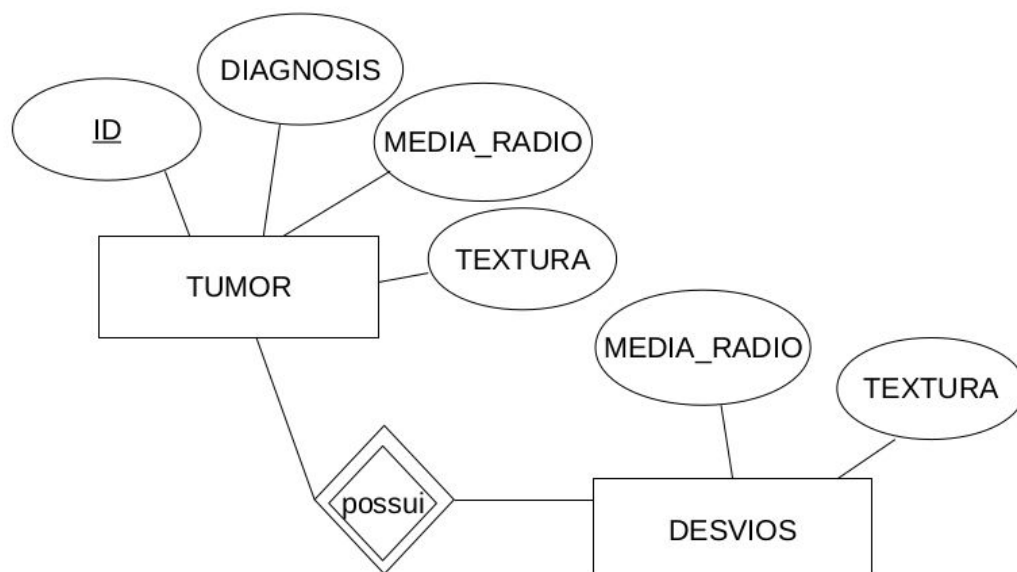 DIAGNOSIS
ID
MEDIA_RADIO
TEXTURA
TUMOR
MEDIA_RADIO
TEXTURA
possui
DESVIOS